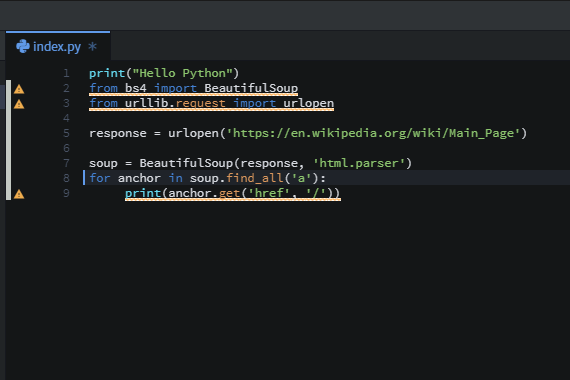 index.py
1 print("Hello Python")
2 from bs4 import BeautifulSoup
3 from urllib.request import urlopen
4
5 response = urlopen('https://en.wikipedia.org/wiki/Main_Page')
6
7 soup = BeautifulSoup(response, 'html.parser')
8 for anchor in soup.find_all('a'):
9     print(anchor.get('href', '/'))